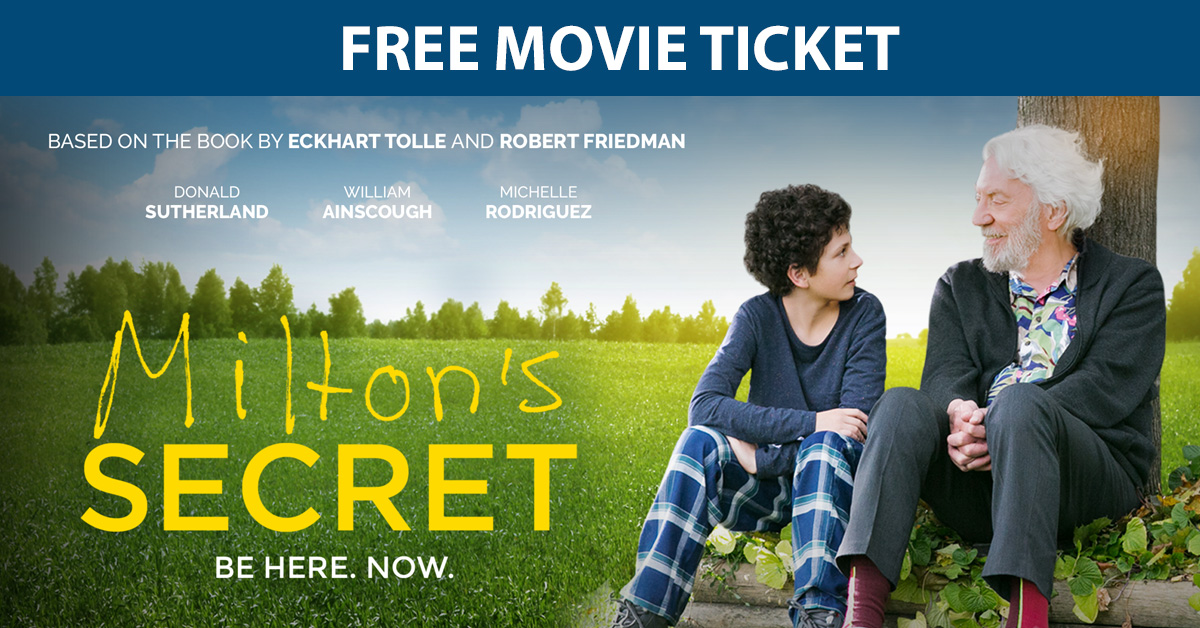 FREE MOVIE TICKET
BASED ON THE BOOK BY ECKHART TOLLE AND ROBERT FRIEDMAN
DONALD SUTHERLAND
WILLIAM AINSCOUGH
MICHELLE RODRIGUEZ
Milton's
SECRET
BE HERE. NOW.